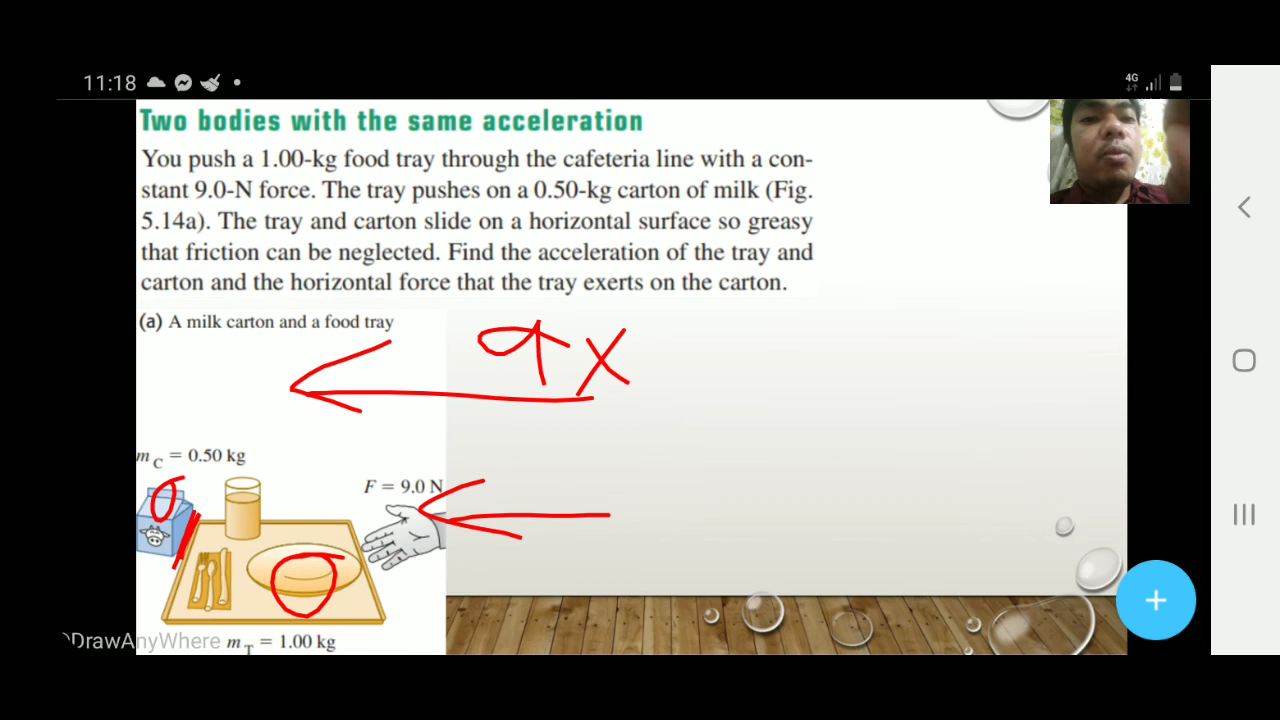 11:18
4G
Two bodies with the same acceleration
You push a 1.00-kg food tray through the cafeteria line with a con-
stant 9.0-N force. The tray pushes on a 0.50-kg carton of milk (Fig.
5.14a). The tray and carton slide on a horizontal surface so greasy
that friction can be neglected. Find the acceleration of the tray and
carton and the horizontal force that the tray exerts on the carton.
(a) A milk carton and a food tray
ax
mC = 0.50 kg
F = 9.0 N
DrawAnyWhere mT = 1.00 kg